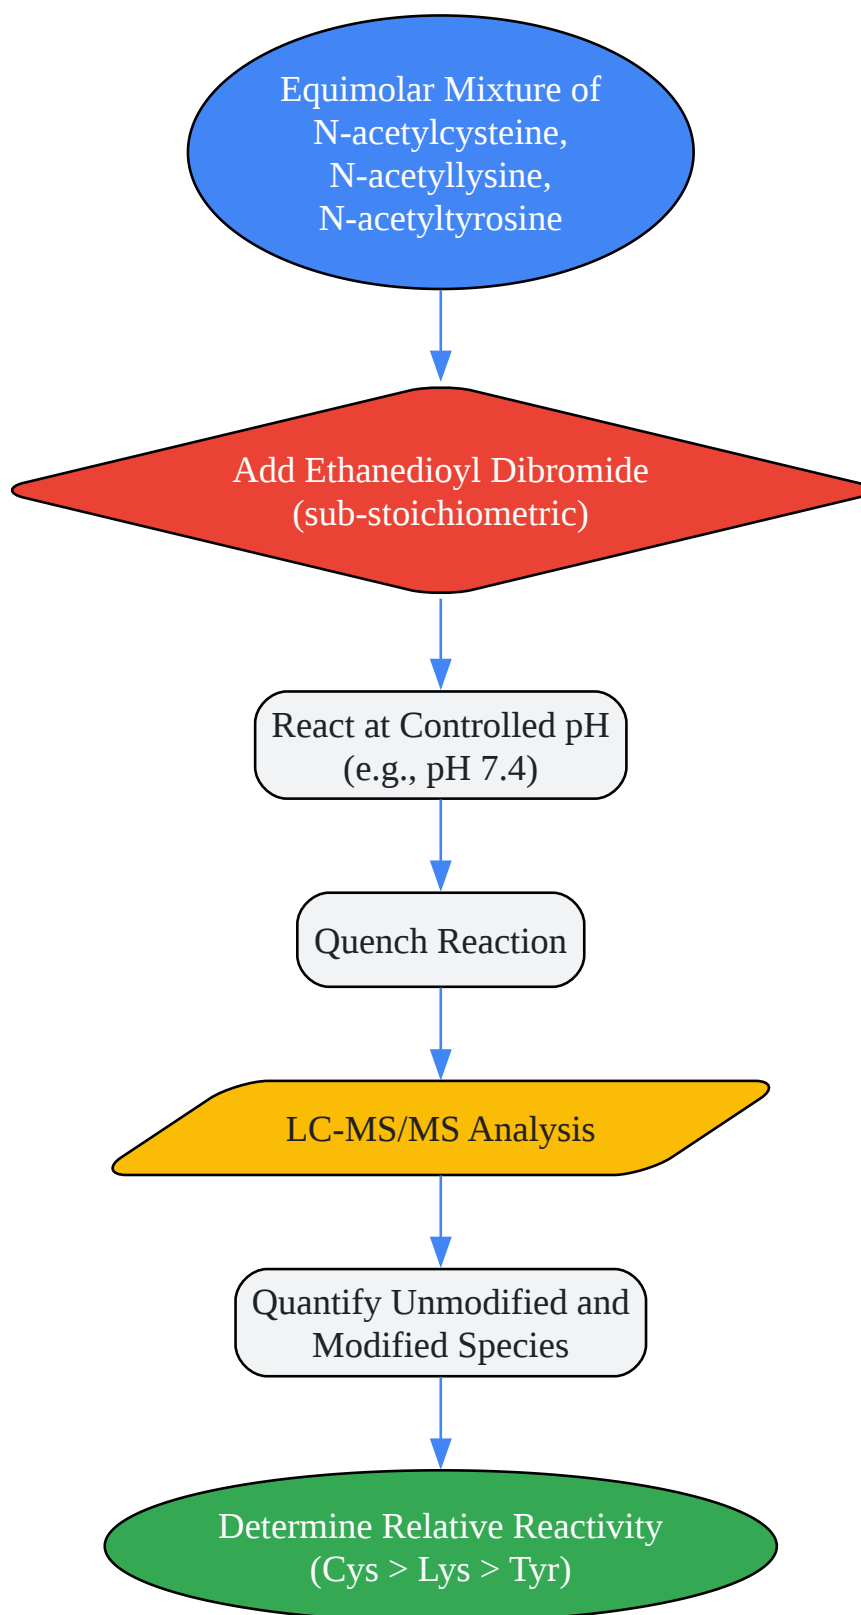 Equimolar Mixture of
N-acetylcysteine,
N-acetyllysine,
N-acetyltyrosine
Add Ethanedioyl Dibromide
(sub-stoichiometric)
React at Controlled pH
(e.g., pH 7.4)
Quench Reaction
LC-MS/MS Analysis
Quantify Unmodified and
Modified Species
Determine Relative Reactivity
(Cys > Lys > Tyr)